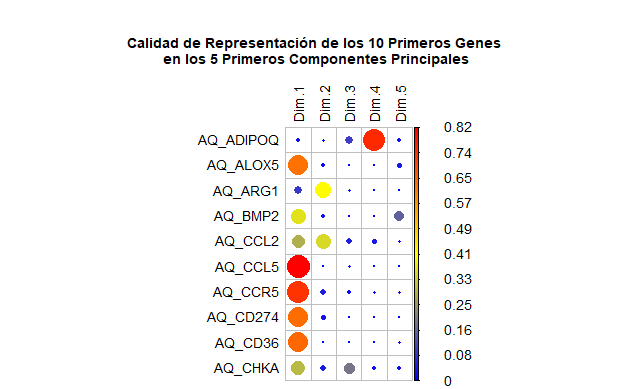 Calidad de Representación de los 10 Primeros Genes
en los 5 Primeros Componentes Principales
Dim.1 Dim.2 Dim.3 Dim.4 Dim.5
AQ_ADIPOQ
AQ_ALOX5
AQ_ARG1
AQ_BMP2
AQ_CCL2
AQ_CCL5
AQ_CCR5
AQ_CD274
AQ_CD36
AQ_CHKA
0.82
0.74
0.65
0.57
0.49
0.41
0.33
0.25
0.16
0.08
0